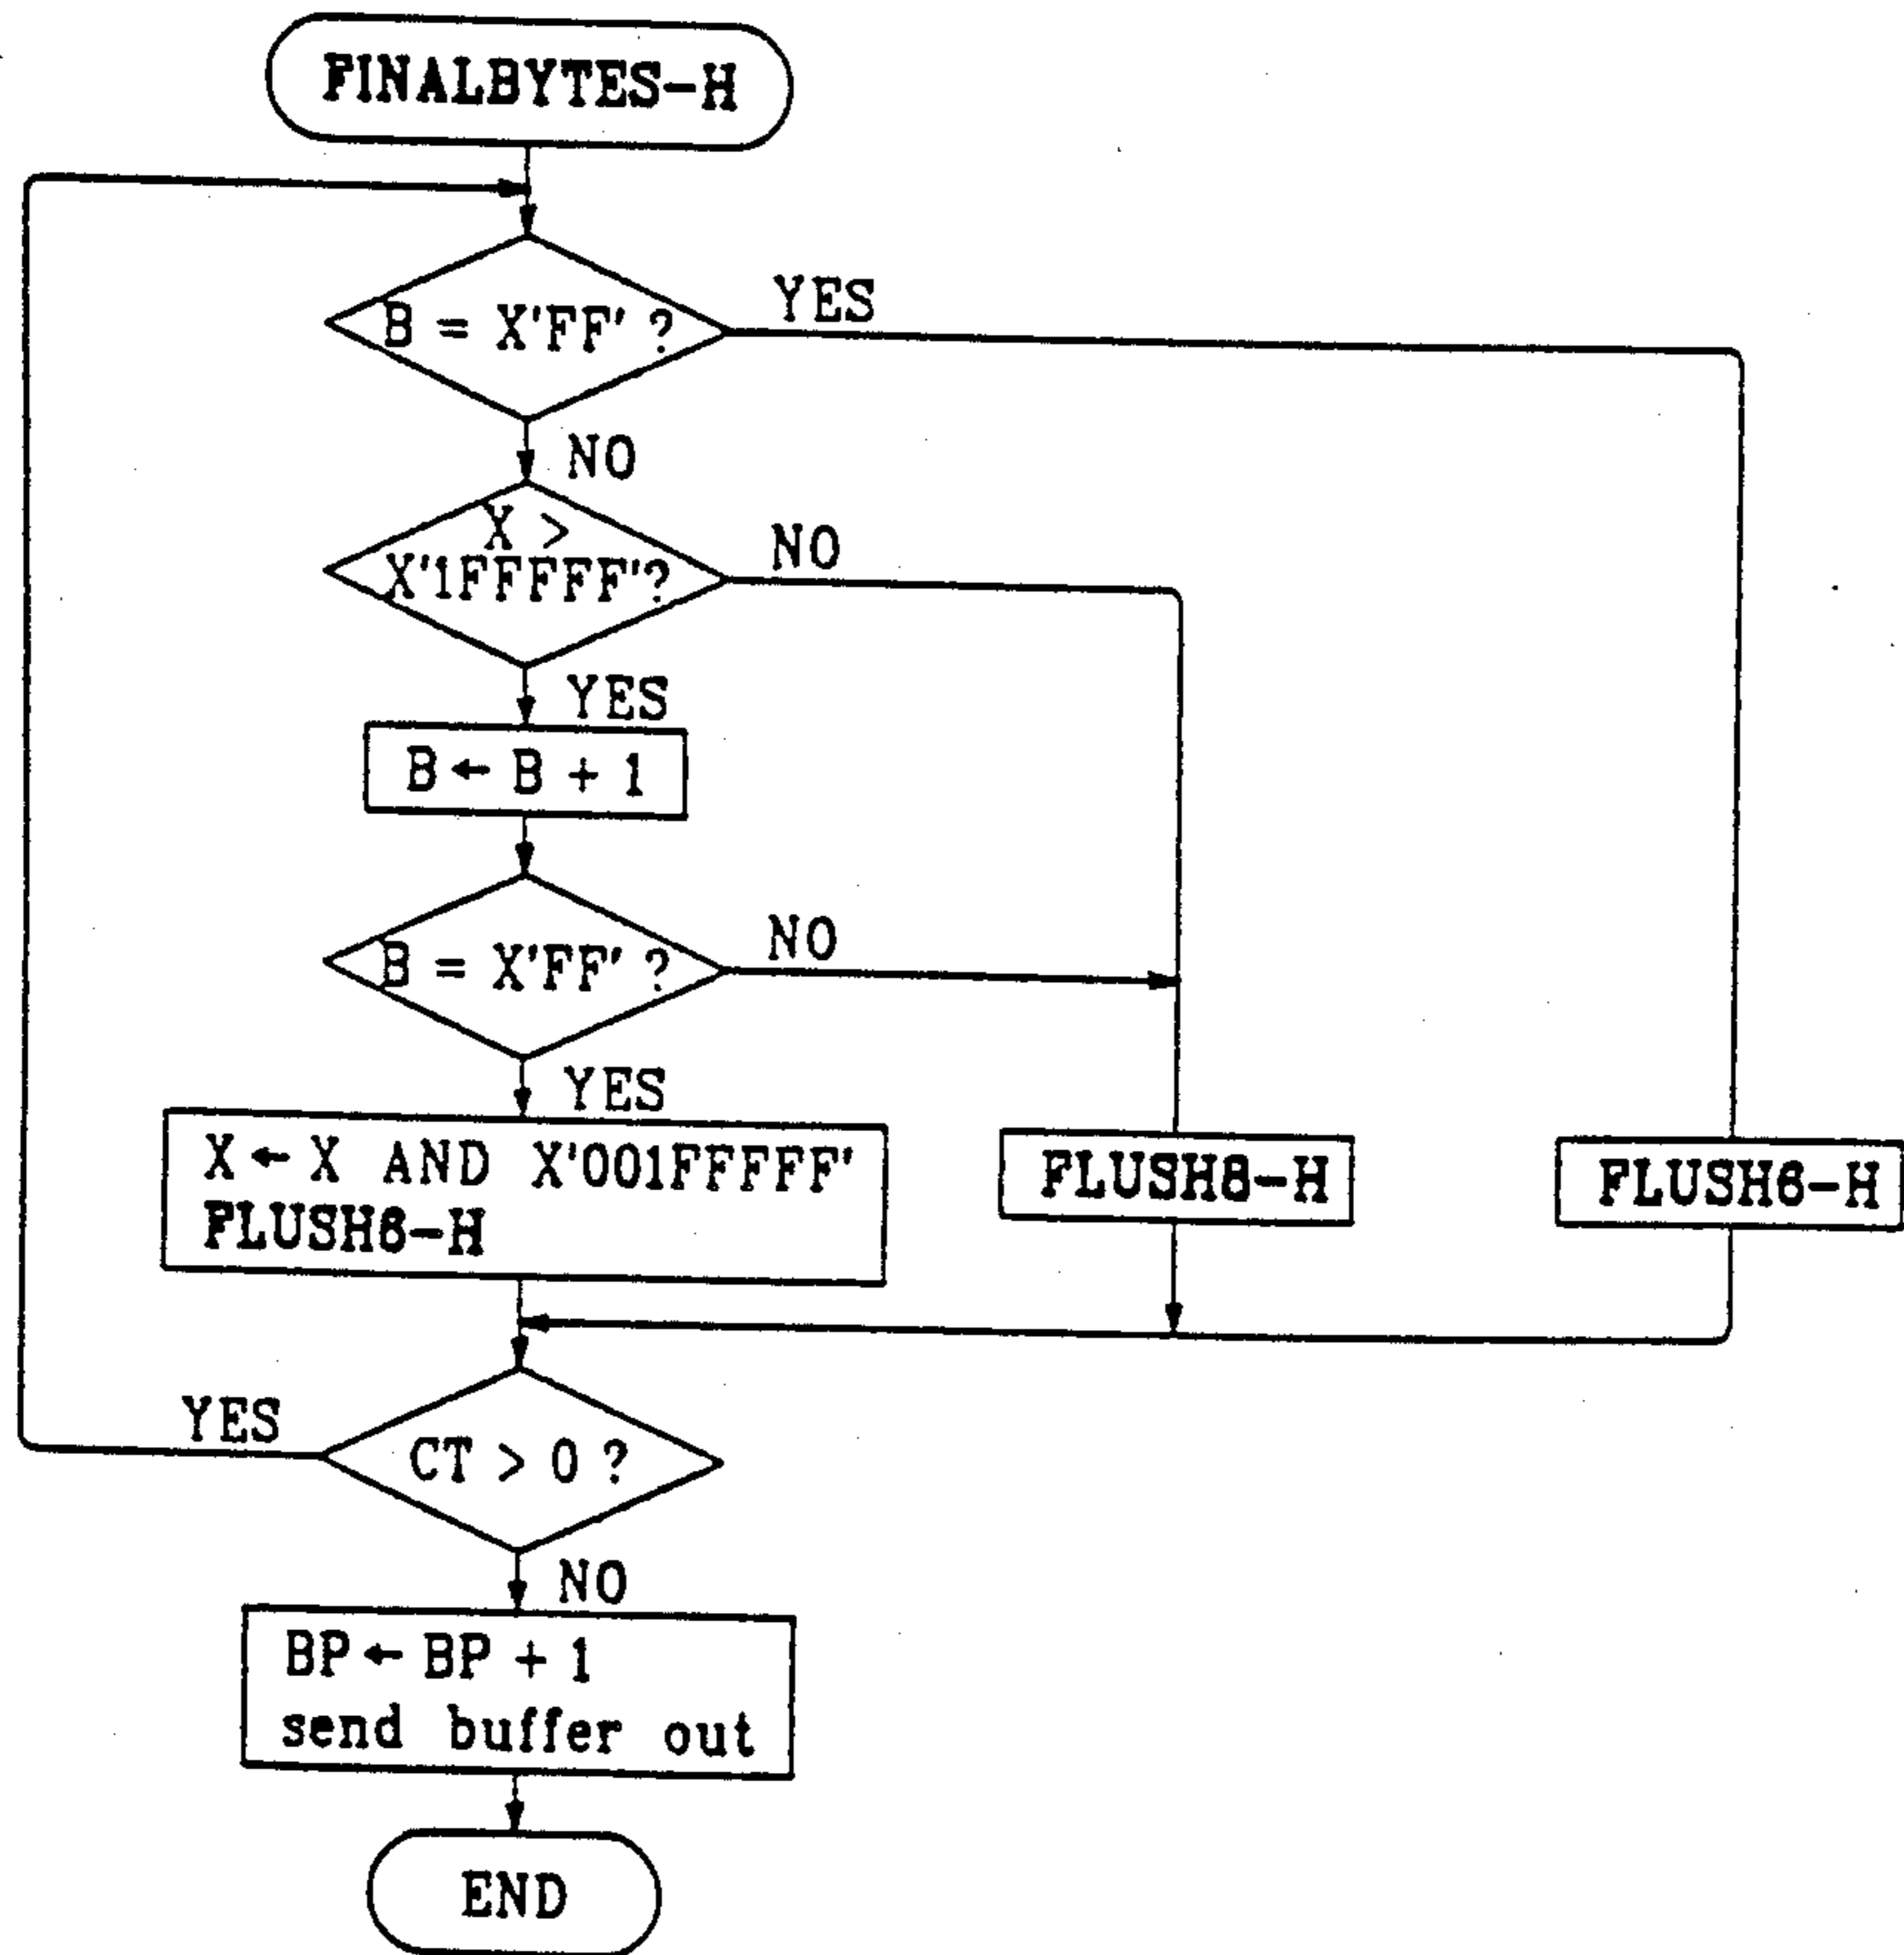 FINALBYTES-H
B = X'FF' ?
YES
NO
X >
X'1FFFFF'?
NO
YES
B ← B + 1
B = X'FF' ?
NO
YES
X ← X AND X'001FFFFF'
FLUSH6-H
FLUSH8-H
FLUSH6-H
YES
CT > 0 ?
NO
BP ← BP + 1
send buffer out
END